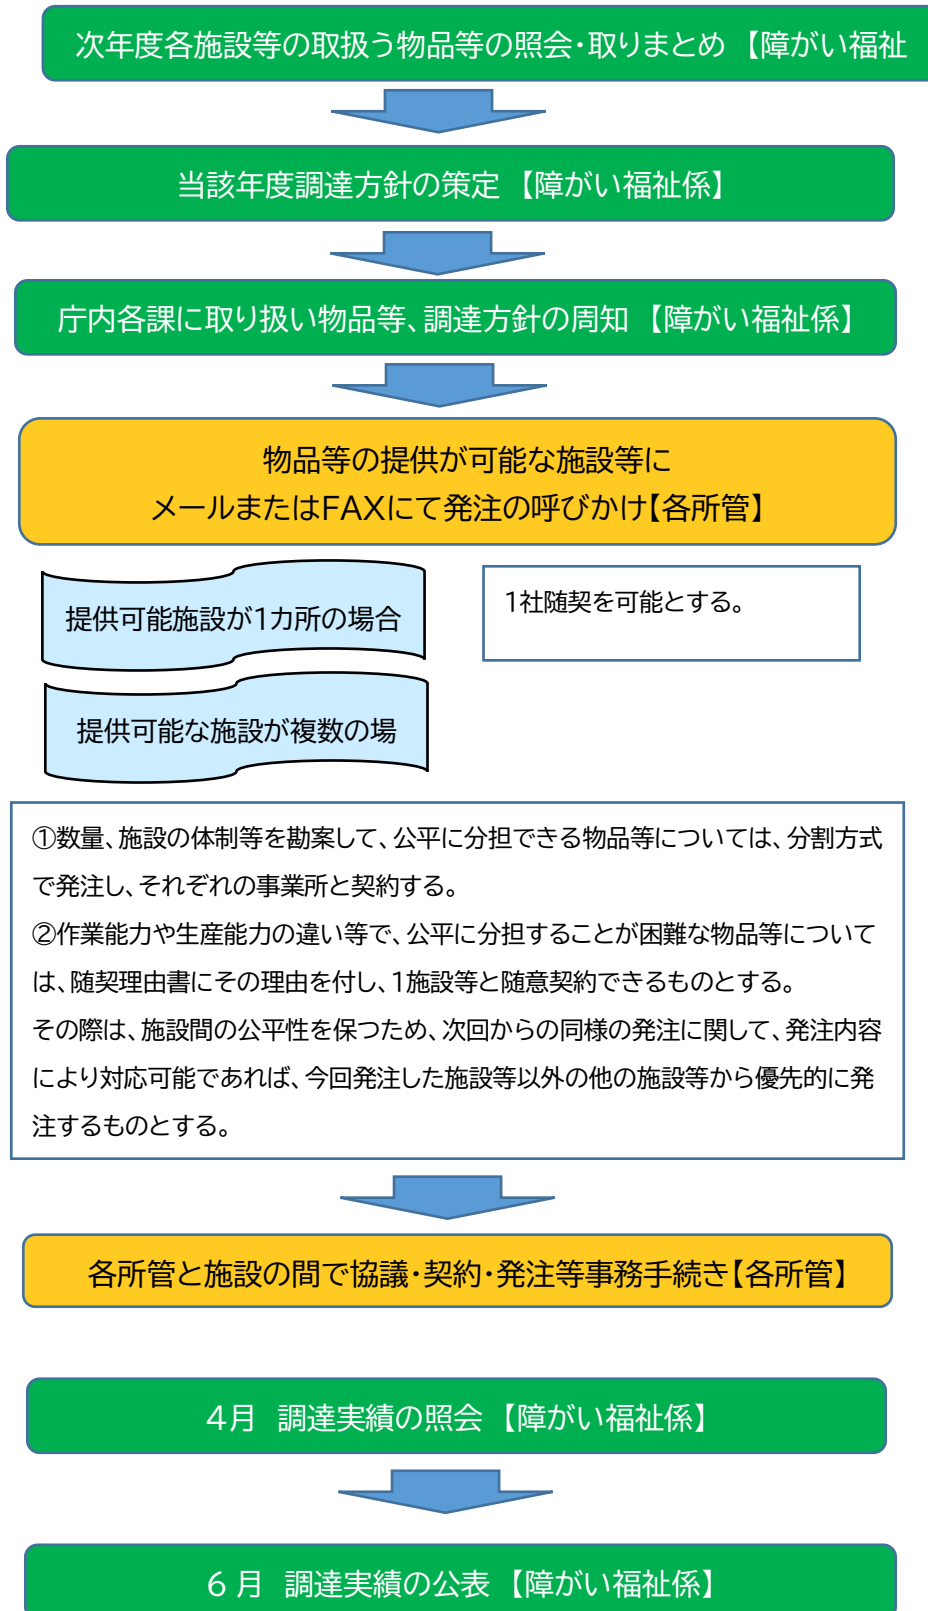 次年度各施設等の取扱う物品等の照会・取りまとめ 【障がい福祉
当該年度調達方針の策定 【障がい福祉係】
庁内各課に取り扱い物品等、調達方針の周知 【障がい福祉係】
物品等の提供が可能な施設等に
メールまたはFAXにて発注の呼びかけ【各所管】
提供可能施設が1カ所の場合
1社随契を可能とする。
提供可能な施設が複数の場
①数量、施設の体制等を勘案して、公平に分担できる物品等については、分割方式
で発注し、それぞれの事業所と契約する。
②作業能力や生産能力の違い等で、公平に分担することが困難な物品等について
は、随契理由書にその理由を付し、1施設等と随意契約できるものとする。
その際は、施設間の公平性を保つため、次回からの同様の発注に関して、発注内容
により対応可能であれば、今回発注した施設等以外の他の施設等から優先的に発
注するものとする。
各所管と施設の間で協議・契約・発注等事務手続き【各所管】
4月 調達実績の照会 【障がい福祉係】
6月 調達実績の公表 【障がい福祉係】